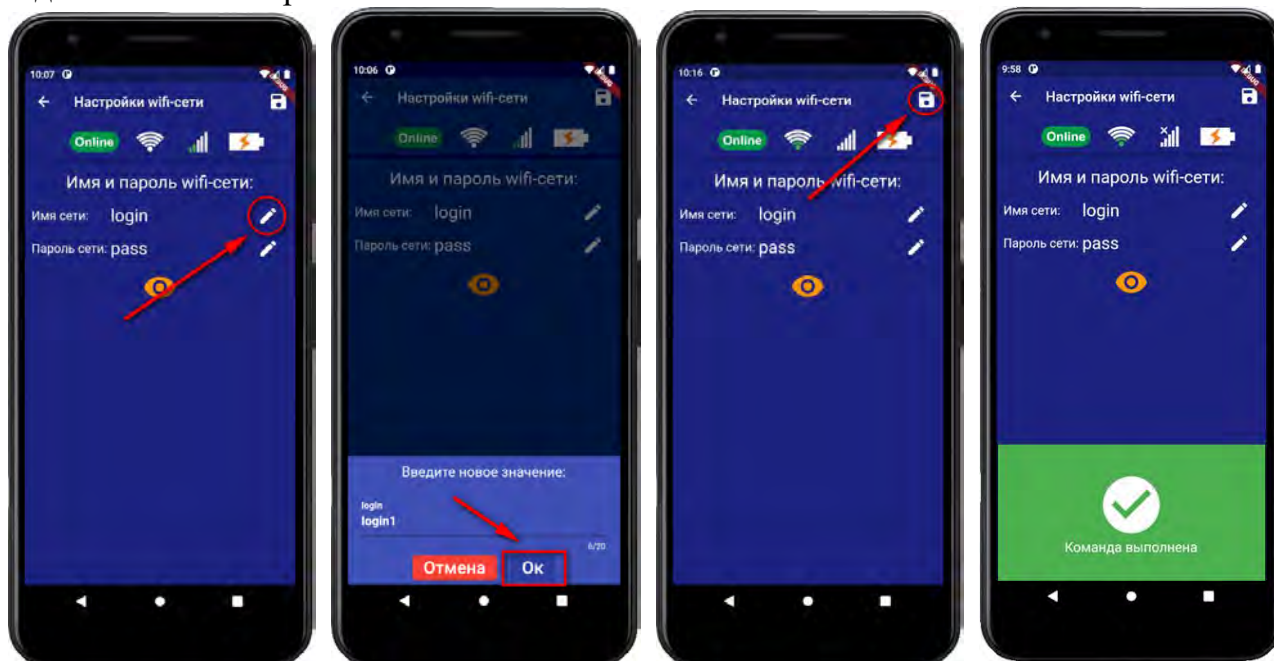 10:07
Настройки wifi-сети
Online
Имя и пароль wifi-сети:
Имя сети: login
Пароль сети: pass
10:06
Настройки wifi-сети
Online
Имя и пароль wifi-сети:
Имя сети: login
Пароль сети: pass
Введите новое значение:
login
login1
6/20
Отмена Ок
10:16
Настройки wifi-сети
Online
Имя и пароль wifi-сети:
Имя сети: login
Пароль сети: pass
9:58
Настройки wifi-сети
Online
Имя и пароль wifi-сети:
Имя сети: login
Пароль сети: pass
Команда выполнена